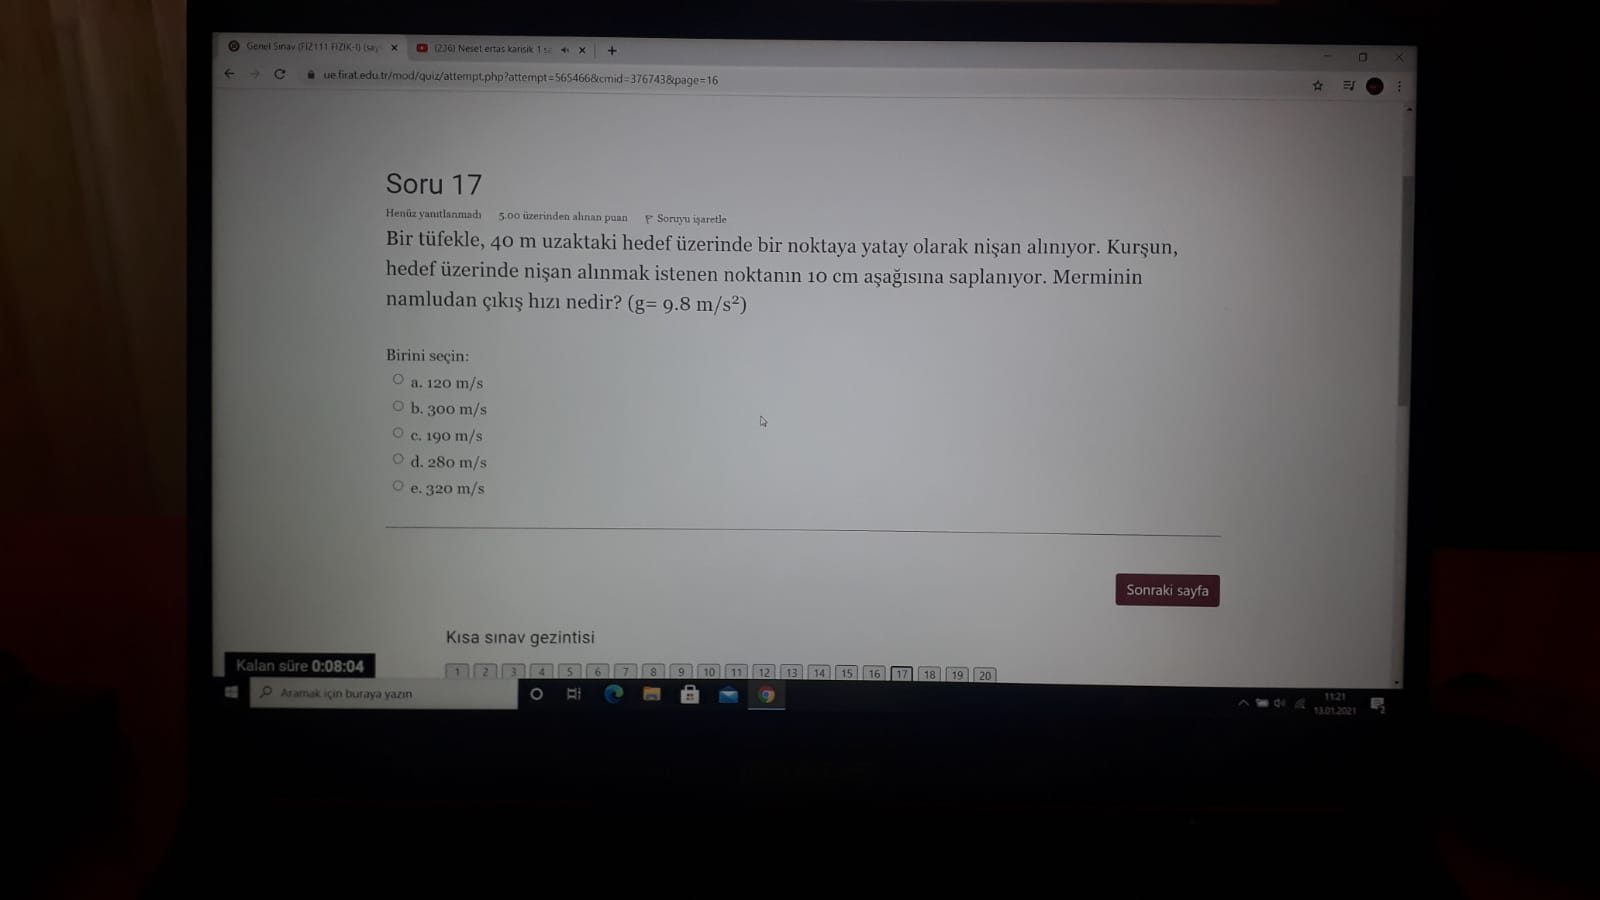 Genel Sınav (FİZ111 FİZİK-I) (say
(236) Neset ertas karisik 1 sa
ue.firat.edu.tr/mod/quiz/attempt.php?attempt=565466&cmid=376743&page=16
Soru 17
Henüz yanıtlanmadı 5.00 üzerinden alınan puan Soruyu işaretle
Bir tüfekle, 40 m uzaktaki hedef üzerinde bir noktaya yatay olarak nişan alınıyor. Kurşun,
hedef üzerinde nişan alınmak istenen noktanın 10 cm aşağısına saplanıyor. Merminin
namludan çıkış hızı nedir? (g= 9.8 m/s²)
Birini seçin:
a. 120 m/s
b. 300 m/s
c. 190 m/s
d. 280 m/s
e. 320 m/s
Sonraki sayfa
Kısa sınav gezintisi
Kalan süre 0:08:04
1 2 3 4 5 6 7 8 9 10 11 12 13 14 15 16 17 18 19 20
Aramak için buraya yazın
11:21
13.01.2021
2